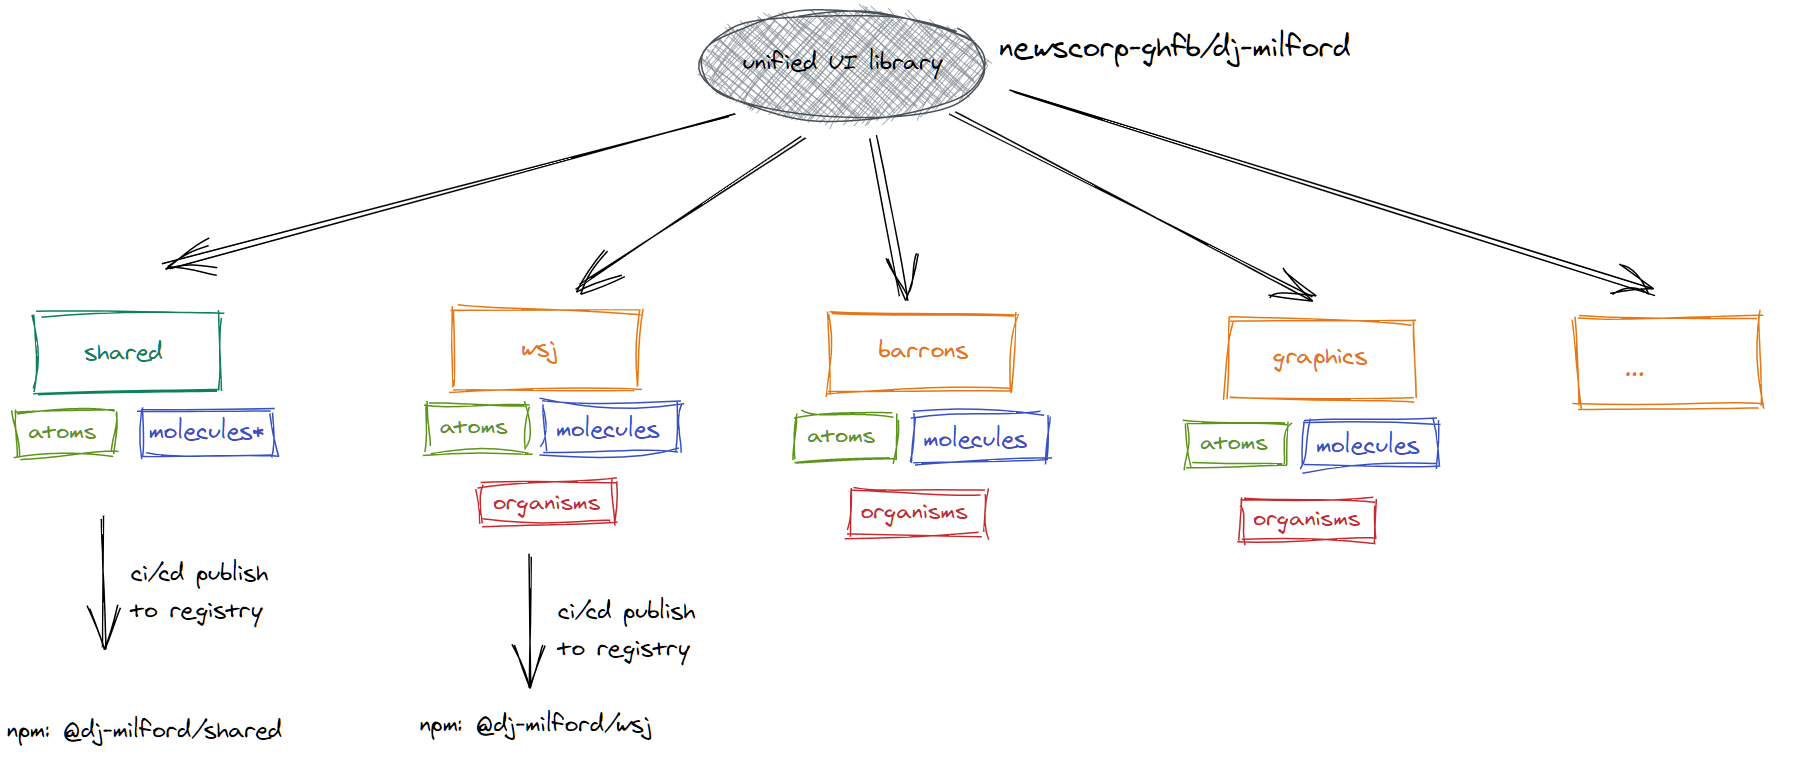 unified UI library
newscorp-ghfb/dj-milford
shared
wsj
barrons
graphics
...
atoms
molecules*
atoms
molecules
atoms
molecules
atoms
molecules
organisms
organisms
organisms
ci/cd publish
to registry
ci/cd publish
to registry
npm: @dj-milford/shared
npm: @dj-milford/wsj